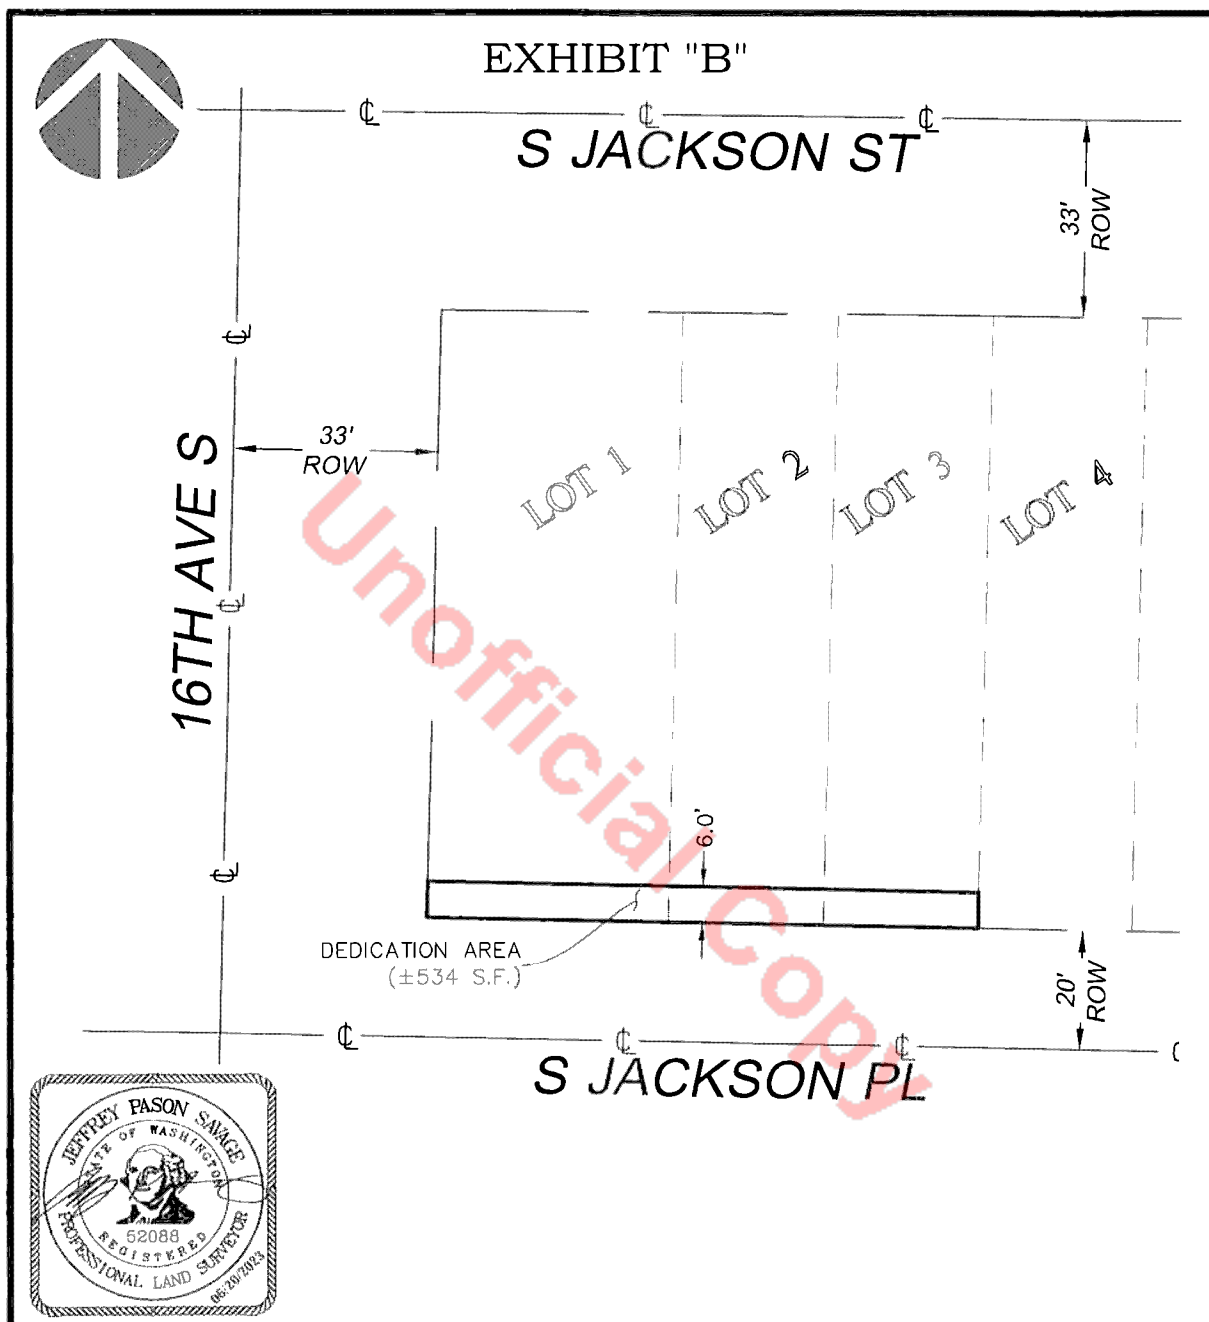 EXHIBIT "B"
℄ ℄ ℄
S JACKSON ST
33'
ROW
℄
33'
ROW
16TH AVE S
LOT 1
LOT 2
LOT 3
LOT 4
℄
6.0'
℄
DEDICATION AREA
(±534 S.F.)
20'
ROW
℄ ℄ ℄
S JACKSON PL
Unofficial Copy
JEFFREY PASON SAVAGE
STATE OF WASHINGTON
52088
REGISTERED
PROFESSIONAL LAND SURVEYOR
06/20/2023